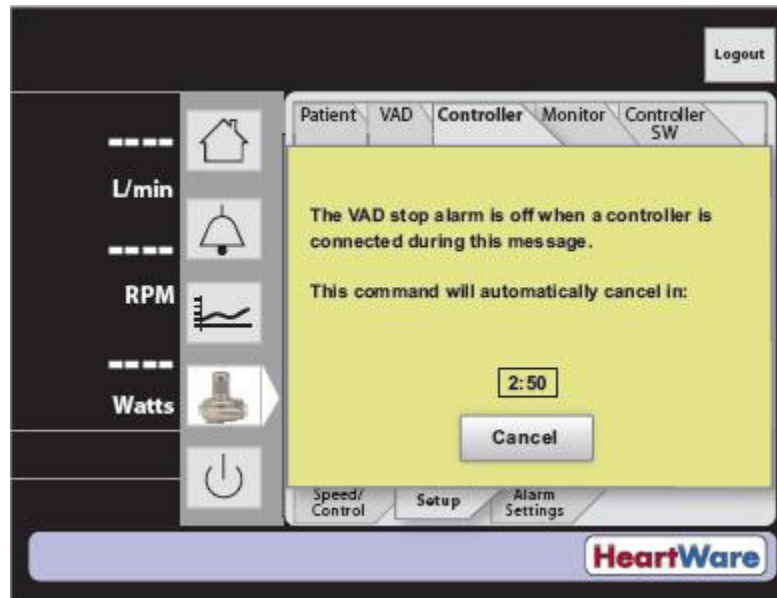 Logout
Patient VAD Controller Monitor Controller SW
----
L/min
----
RPM
----
Watts
The VAD stop alarm is off when a controller is
connected during this message.
This command will automatically cancel in:
2:50
Cancel
Speed/
Control
Setup
Alarm
Settings
HeartWare